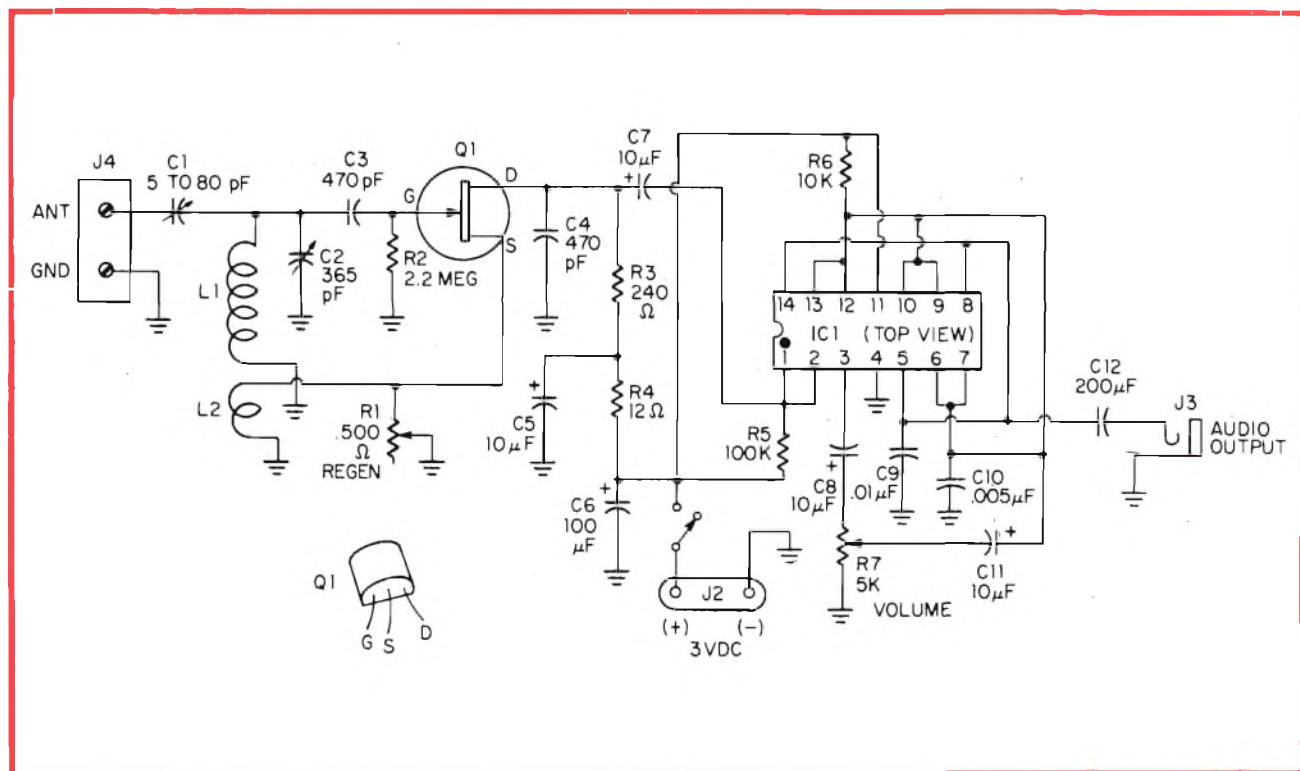 J4
ANT
GND
C1
5 TO 80 pF
L1
L2
C2
365
pF
C3
470 pF
Q1
G
D
S
R2
2.2 MEG
R1
.500
Ω
REGEN
C4
470
pF
C7
10µF
+
R3
240
Ω
R4
12Ω
+
C5
10µF
+
C6
100
µF
R6
10K
14 13 12 11 10 9 8
IC1 (TOP VIEW)
1 2 3 4 5 6 7
R5
100K
+
C8
10µF
C9
.01µF
C10
.005µF
C12
200µF
J3
AUDIO
OUTPUT
R7
5K
VOLUME
+
C11
10µF
J2
(+) (-)
3VDC
Q1
G S D